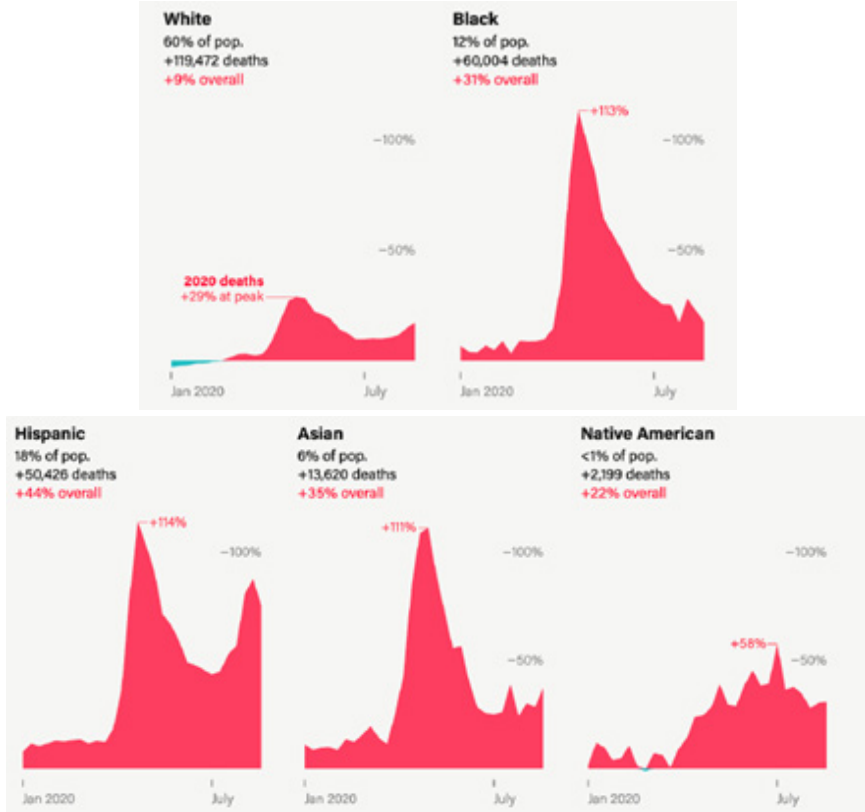 White
60% of pop.
+119,472 deaths
+9% overall
–100%
–50%
2020 deaths
+29% at peak
Jan 2020
July
Black
12% of pop.
+60,004 deaths
+31% overall
+113%
–100%
–50%
Jan 2020
July
Hispanic
18% of pop.
+50,426 deaths
+44% overall
+114%
–100%
Jan 2020
July
Asian
6% of pop.
+13,620 deaths
+35% overall
+111%
–100%
–50%
Jan 2020
July
Native American
<1% of pop.
+2,199 deaths
+22% overall
–100%
+58%
–50%
Jan 2020
July